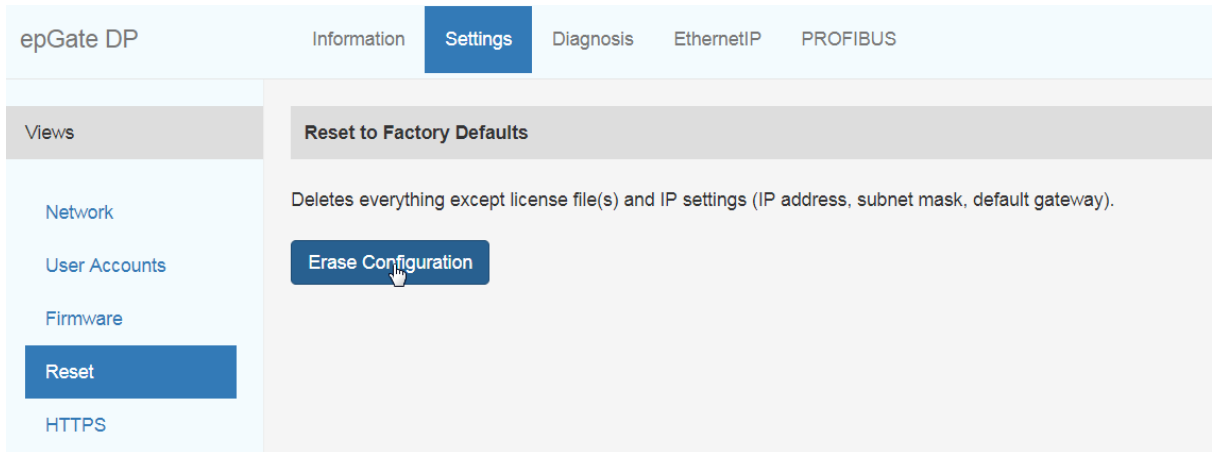 epGate DP
Information Settings Diagnosis EthernetIP PROFIBUS
Views
Network
User Accounts
Firmware
Reset
HTTPS
Reset to Factory Defaults
Deletes everything except license file(s) and IP settings (IP address, subnet mask, default gateway).
Erase Configuration